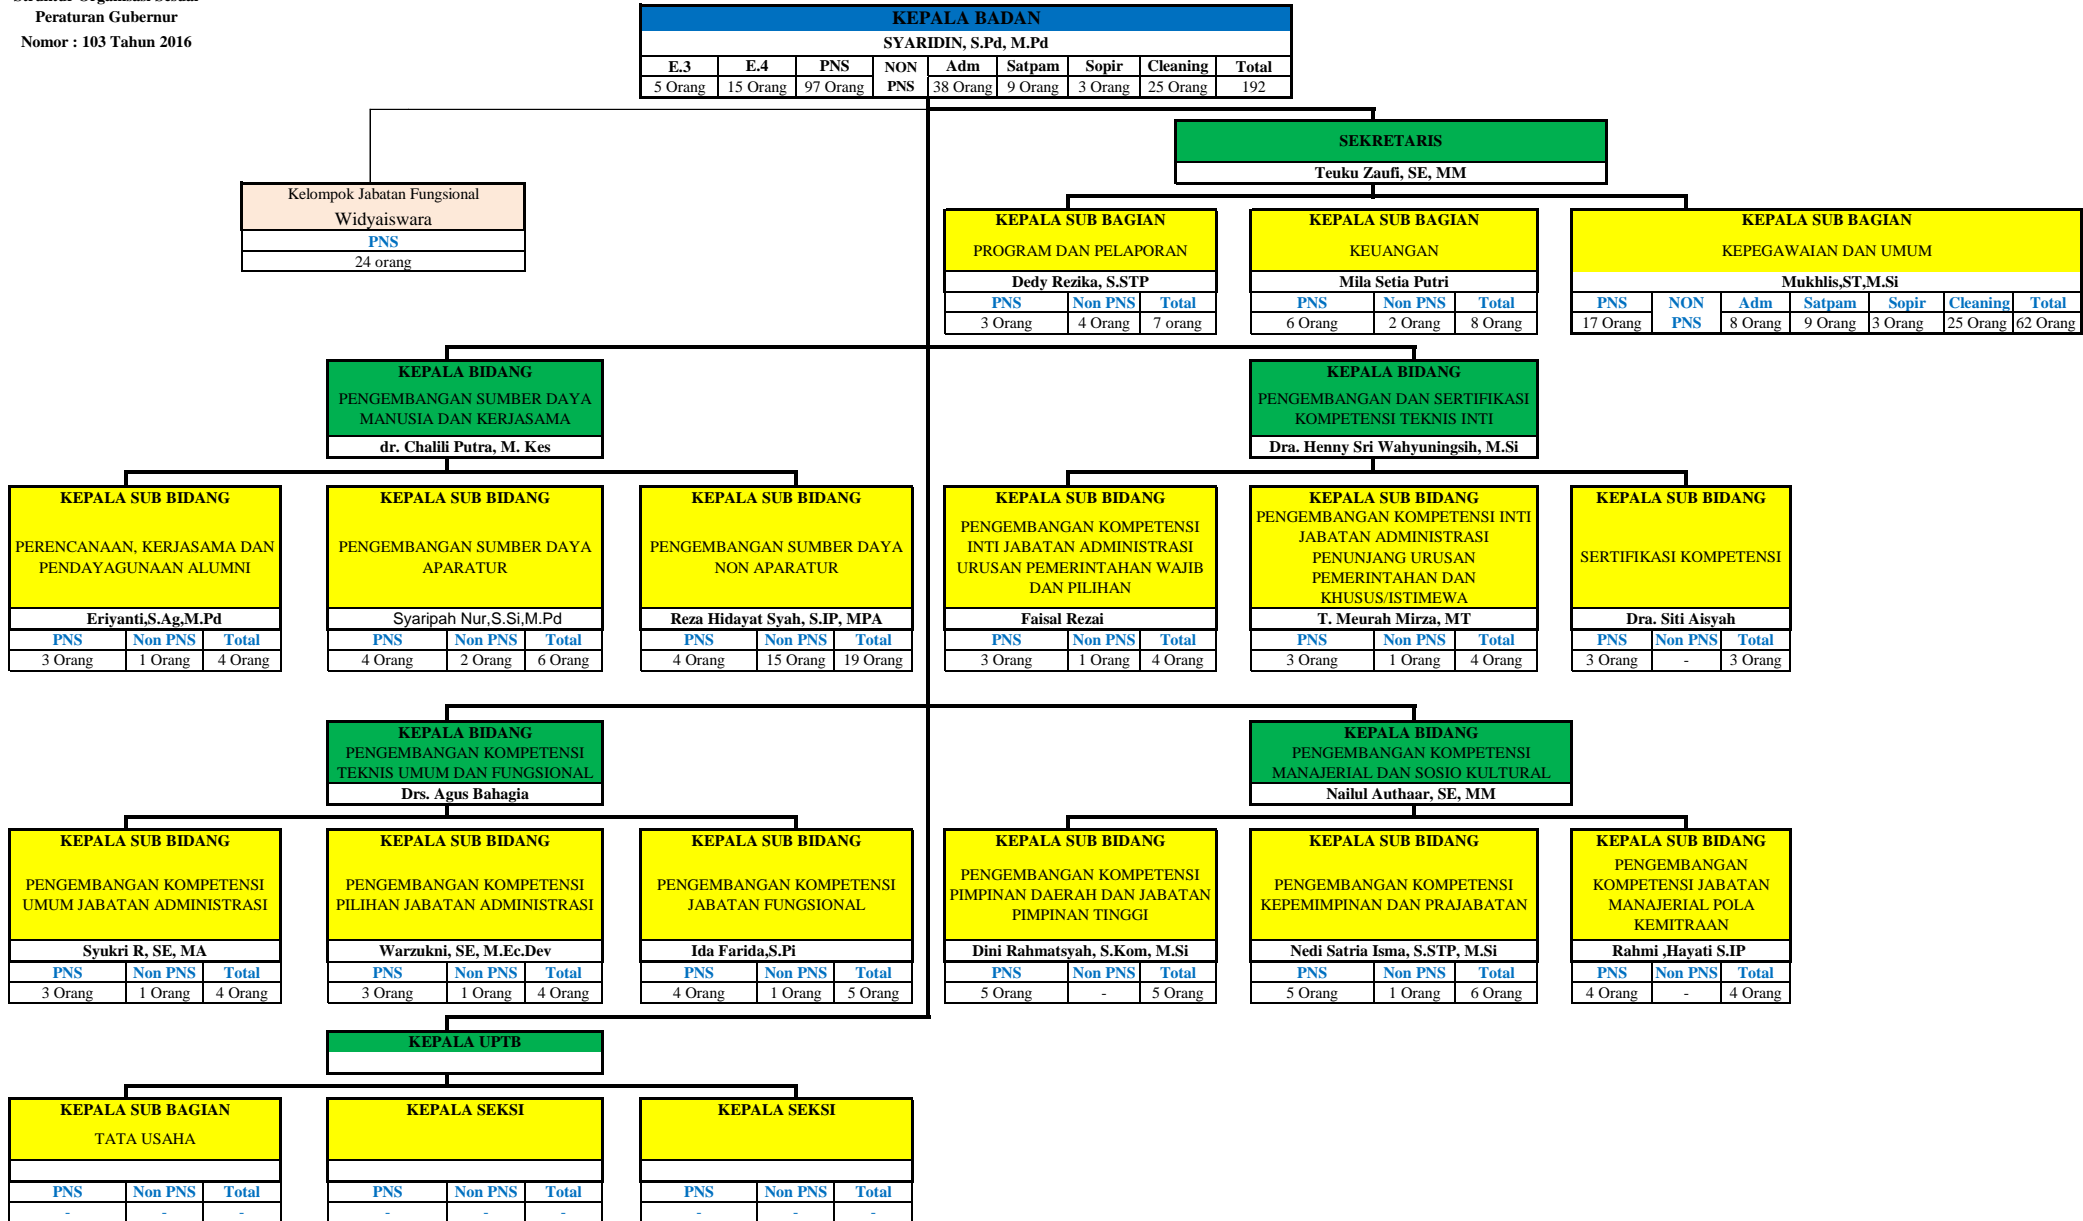 Peraturan Gubernur
Nomor : 103 Tahun 2016
KEPALA BADAN
SYARIDIN, S.Pd, M.Pd
E.3 E.4 PNS NON PNS Adm Satpam Sopir Cleaning Total
5 Orang 15 Orang 97 Orang 38 Orang 9 Orang 3 Orang 25 Orang 192
SEKRETARIS
Teuku Zaufi, SE, MM
Kelompok Jabatan Fungsional
Widyaiswara
PNS
24 orang
KEPALA SUB BAGIAN
PROGRAM DAN PELAPORAN
Dedy Rezika, S.STP
PNS Non PNS Total
3 Orang 4 Orang 7 orang
KEPALA SUB BAGIAN
KEUANGAN
Mila Setia Putri
PNS Non PNS Total
6 Orang 2 Orang 8 Orang
KEPALA SUB BAGIAN
KEPEGAWAIAN DAN UMUM
Mukhlis,ST,M.Si
PNS NON PNS Adm Satpam Sopir Cleaning Total
17 Orang 8 Orang 9 Orang 3 Orang 25 Orang 62 Orang
KEPALA BIDANG
PENGEMBANGAN SUMBER DAYA
MANUSIA DAN KERJASAMA
dr. Chalili Putra, M. Kes
KEPALA BIDANG
PENGEMBANGAN DAN SERTIFIKASI
KOMPETENSI TEKNIS INTI
Dra. Henny Sri Wahyuningsih, M.Si
KEPALA SUB BIDANG
PERENCANAAN, KERJASAMA DAN
PENDAYAGUNAAN ALUMNI
Eriyanti,S.Ag,M.Pd
PNS Non PNS Total
3 Orang 1 Orang 4 Orang
KEPALA SUB BIDANG
PENGEMBANGAN SUMBER DAYA
APARATUR
Syaripah Nur,S.Si,M.Pd
PNS Non PNS Total
4 Orang 2 Orang 6 Orang
KEPALA SUB BIDANG
PENGEMBANGAN SUMBER DAYA
NON APARATUR
Reza Hidayat Syah, S.IP, MPA
PNS Non PNS Total
4 Orang 15 Orang 19 Orang
KEPALA SUB BIDANG
PENGEMBANGAN KOMPETENSI
INTI JABATAN ADMINISTRASI
URUSAN PEMERINTAHAN WAJIB
DAN PILIHAN
Faisal Rezai
PNS Non PNS Total
3 Orang 1 Orang 4 Orang
KEPALA SUB BIDANG
PENGEMBANGAN KOMPETENSI INTI
JABATAN ADMINISTRASI
PENUNJANG URUSAN
PEMERINTAHAN DAN
KHUSUS/ISTIMEWA
T. Meurah Mirza, MT
PNS Non PNS Total
3 Orang 1 Orang 4 Orang
KEPALA SUB BIDANG
SERTIFIKASI KOMPETENSI
Dra. Siti Aisyah
PNS Non PNS Total
3 Orang - 3 Orang
KEPALA BIDANG
PENGEMBANGAN KOMPETENSI
TEKNIS UMUM DAN FUNGSIONAL
Drs. Agus Bahagia
KEPALA BIDANG
PENGEMBANGAN KOMPETENSI
MANAJERIAL DAN SOSIO KULTURAL
Nailul Authaar, SE, MM
KEPALA SUB BIDANG
PENGEMBANGAN KOMPETENSI
UMUM JABATAN ADMINISTRASI
Syukri R, SE, MA
PNS Non PNS Total
3 Orang 1 Orang 4 Orang
KEPALA SUB BIDANG
PENGEMBANGAN KOMPETENSI
PILIHAN JABATAN ADMINISTRASI
Warzukni, SE, M.Ec.Dev
PNS Non PNS Total
3 Orang 1 Orang 4 Orang
KEPALA SUB BIDANG
PENGEMBANGAN KOMPETENSI
JABATAN FUNGSIONAL
Ida Farida,S.Pi
PNS Non PNS Total
4 Orang 1 Orang 5 Orang
KEPALA SUB BIDANG
PENGEMBANGAN KOMPETENSI
PIMPINAN DAERAH DAN JABATAN
PIMPINAN TINGGI
Dini Rahmatsyah, S.Kom, M.Si
PNS Non PNS Total
5 Orang - 5 Orang
KEPALA SUB BIDANG
PENGEMBANGAN KOMPETENSI
KEPEMIMPINAN DAN PRAJABATAN
Nedi Satria Isma, S.STP, M.Si
PNS Non PNS Total
5 Orang 1 Orang 6 Orang
KEPALA SUB BIDANG
PENGEMBANGAN
KOMPETENSI JABATAN
MANAJERIAL POLA
KEMITRAAN
Rahmi ,Hayati S.IP
PNS Non PNS Total
4 Orang - 4 Orang
KEPALA UPTB
KEPALA SUB BAGIAN
TATA USAHA
PNS Non PNS Total
- - -
KEPALA SEKSI
PNS Non PNS Total
- - -
KEPALA SEKSI
PNS Non PNS Total
- - -